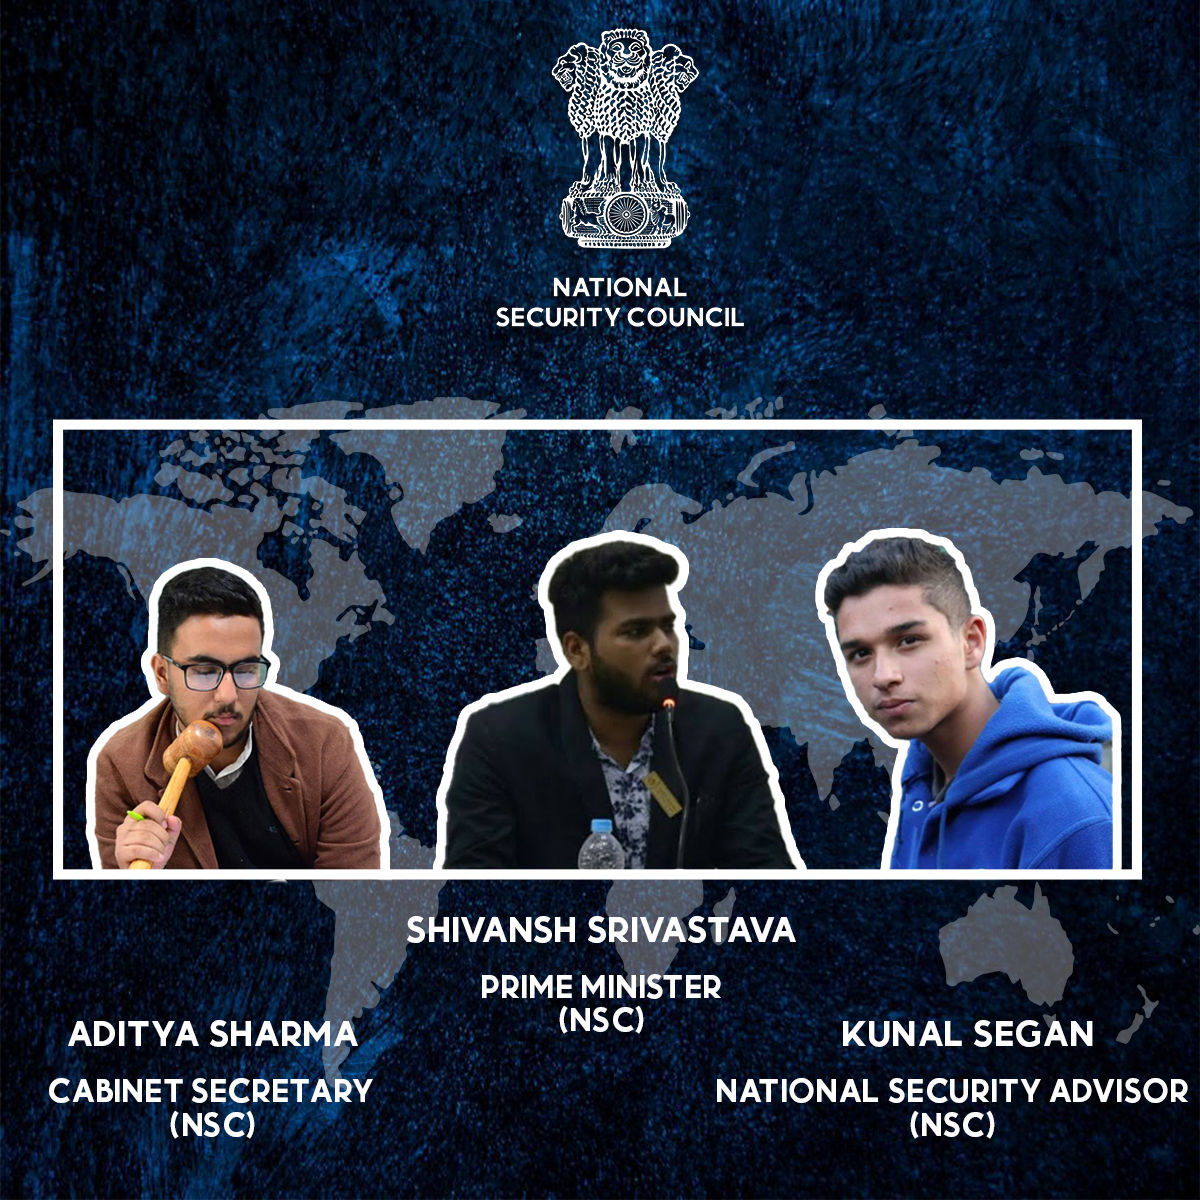 NATIONAL
SECURITY COUNCIL
SHIVANSH SRIVASTAVA
PRIME MINISTER
(NSC)
ADITYA SHARMA
CABINET SECRETARY
(NSC)
KUNAL SEGAN
NATIONAL SECURITY ADVISOR
(NSC)